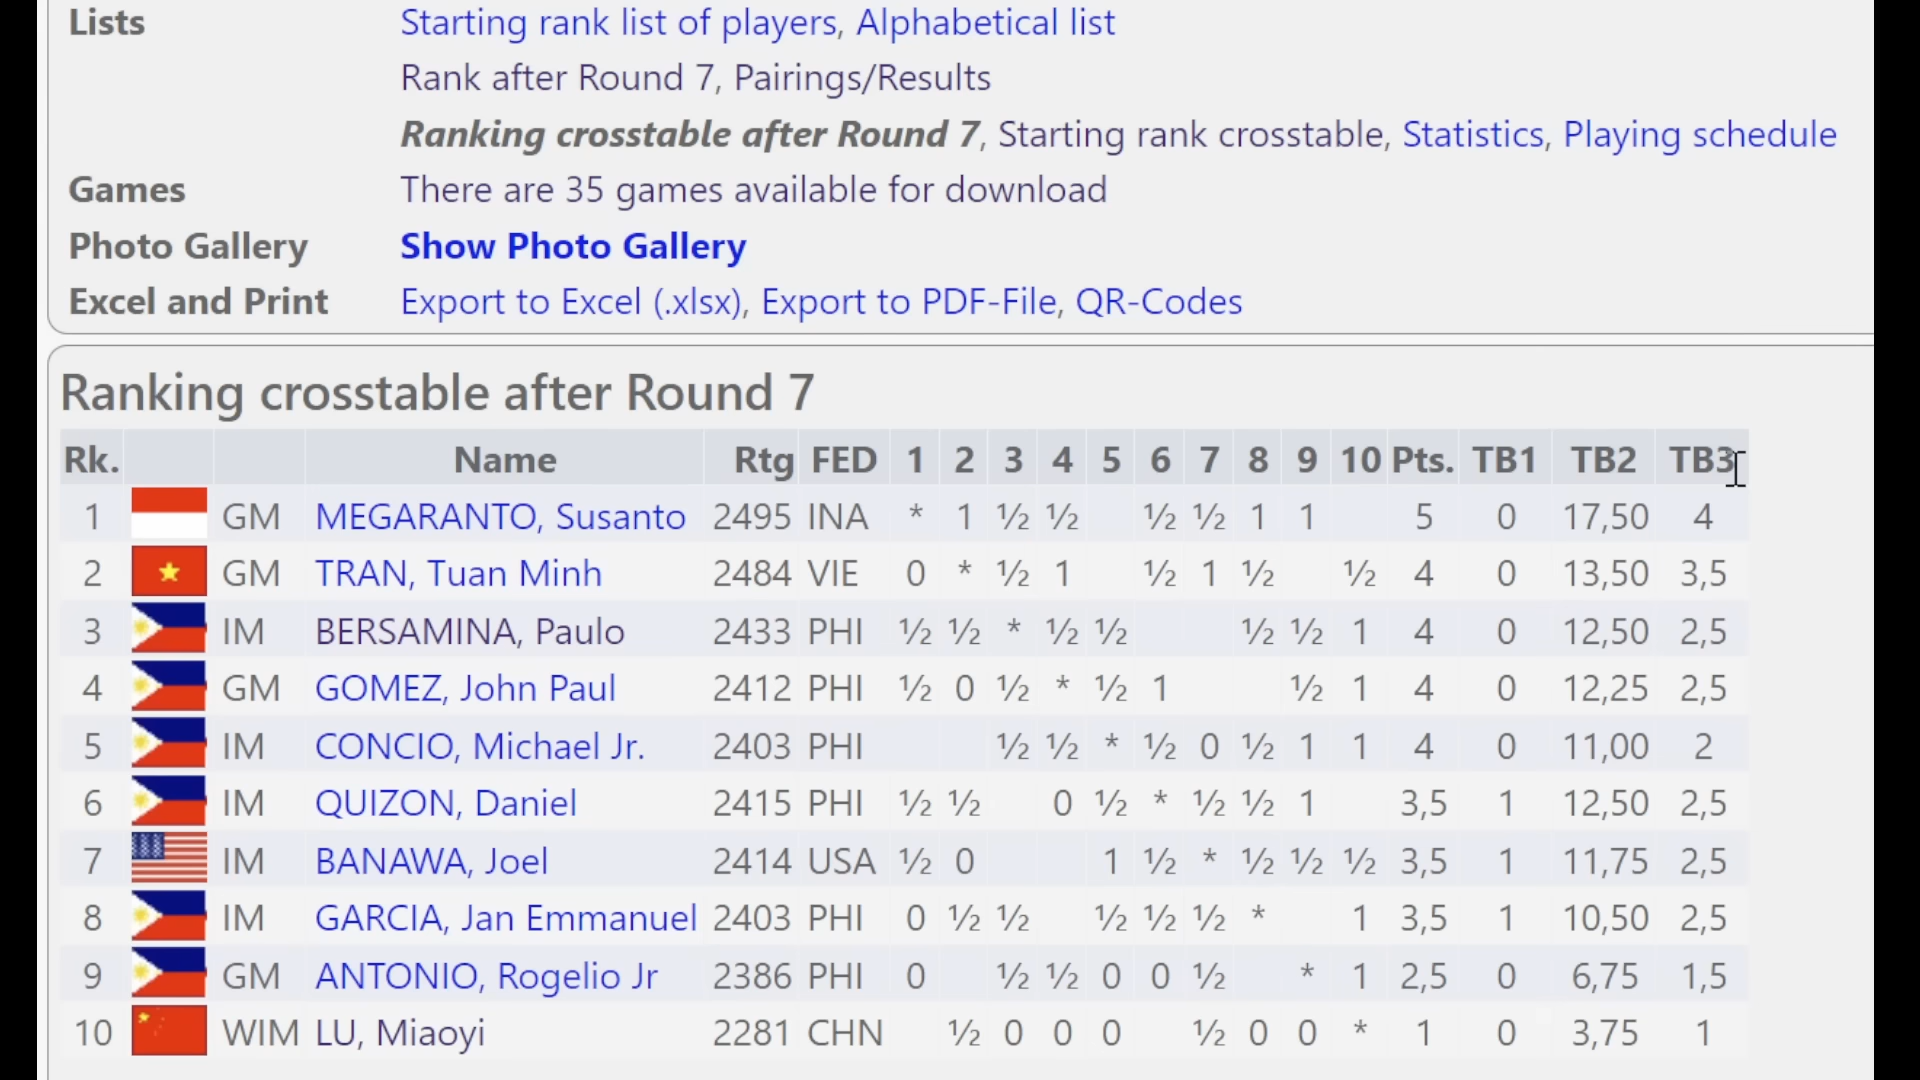 Lists Starting rank list of players, Alphabetical list
Rank after Round 7, Pairings/Results
Ranking crosstable after Round 7, Starting rank crosstable, Statistics, Playing schedule
Games There are 35 games available for download
Photo Gallery Show Photo Gallery
Excel and Print Export to Excel (.xlsx), Export to PDF-File, QR-Codes
Ranking crosstable after Round 7
Rk. Name Rtg FED 1 2 3 4 5 6 7 8 9 10 Pts. TB1 TB2 TB3
1 GM MEGARANTO, Susanto 2495 INA * 1 ½ ½ ½ ½ 1 1 5 0 17,50 4
2 GM TRAN, Tuan Minh 2484 VIE 0 * ½ 1 ½ 1 ½ ½ 4 0 13,50 3,5
3 IM BERSAMINA, Paulo 2433 PHI ½ ½ * ½ ½ ½ ½ 1 4 0 12,50 2,5
4 GM GOMEZ, John Paul 2412 PHI ½ 0 ½ * ½ 1 ½ 1 4 0 12,25 2,5
5 IM CONCIO, Michael Jr. 2403 PHI ½ ½ * ½ 0 ½ 1 1 4 0 11,00 2
6 IM QUIZON, Daniel 2415 PHI ½ ½ 0 ½ * ½ ½ 1 3,5 1 12,50 2,5
7 IM BANAWA, Joel 2414 USA ½ 0 1 ½ * ½ ½ ½ 3,5 1 11,75 2,5
8 IM GARCIA, Jan Emmanuel 2403 PHI 0 ½ ½ ½ ½ ½ * 1 3,5 1 10,50 2,5
9 GM ANTONIO, Rogelio Jr 2386 PHI 0 ½ ½ 0 0 ½ * 1 2,5 0 6,75 1,5
10 WIM LU, Miaoyi 2281 CHN ½ 0 0 0 ½ 0 0 * 1 0 3,75 1